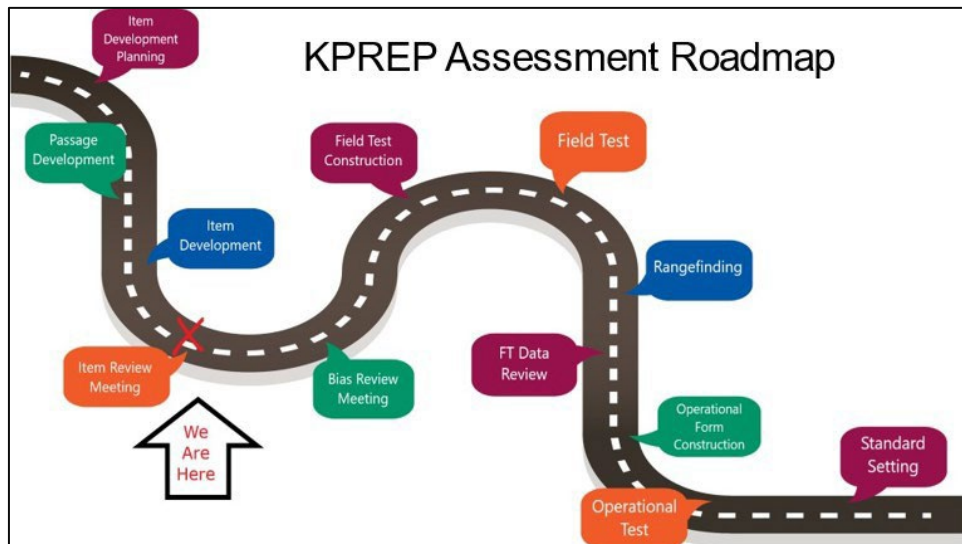 KPREP Assessment Roadmap
Item
Development
Planning
Passage
Development
Item
Development
Item Review
Meeting
We
Are
Here
Bias Review
Meeting
Field Test
Construction
Field Test
Rangefinding
FT Data
Review
Operational
Form
Construction
Operational
Test
Standard
Setting